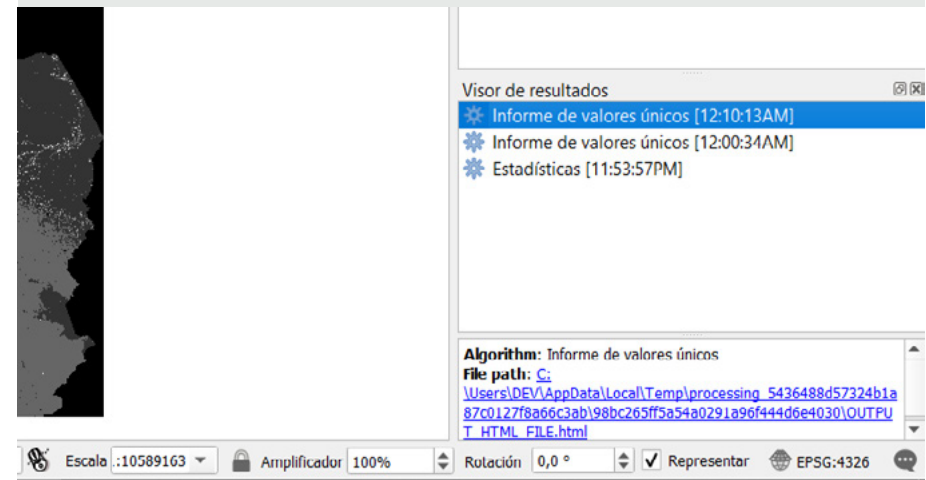 Visor de resultados
Informe de valores únicos [12:10:13AM]
Informe de valores únicos [12:00:34AM]
Estadísticas [11:53:57PM]
Algorithm: Informe de valores únicos
File path: C:
\Users\DEV\AppData\Local\Temp\processing_5436488d57324b1a
87c0127f8a66c3ab\98bc265ff5a54a0291a96f444d6e4030\OUTPU
T_HTML_FILE.html
Escala .:10589163 Amplificador 100% Rotación 0,0 ° Representar EPSG:4326